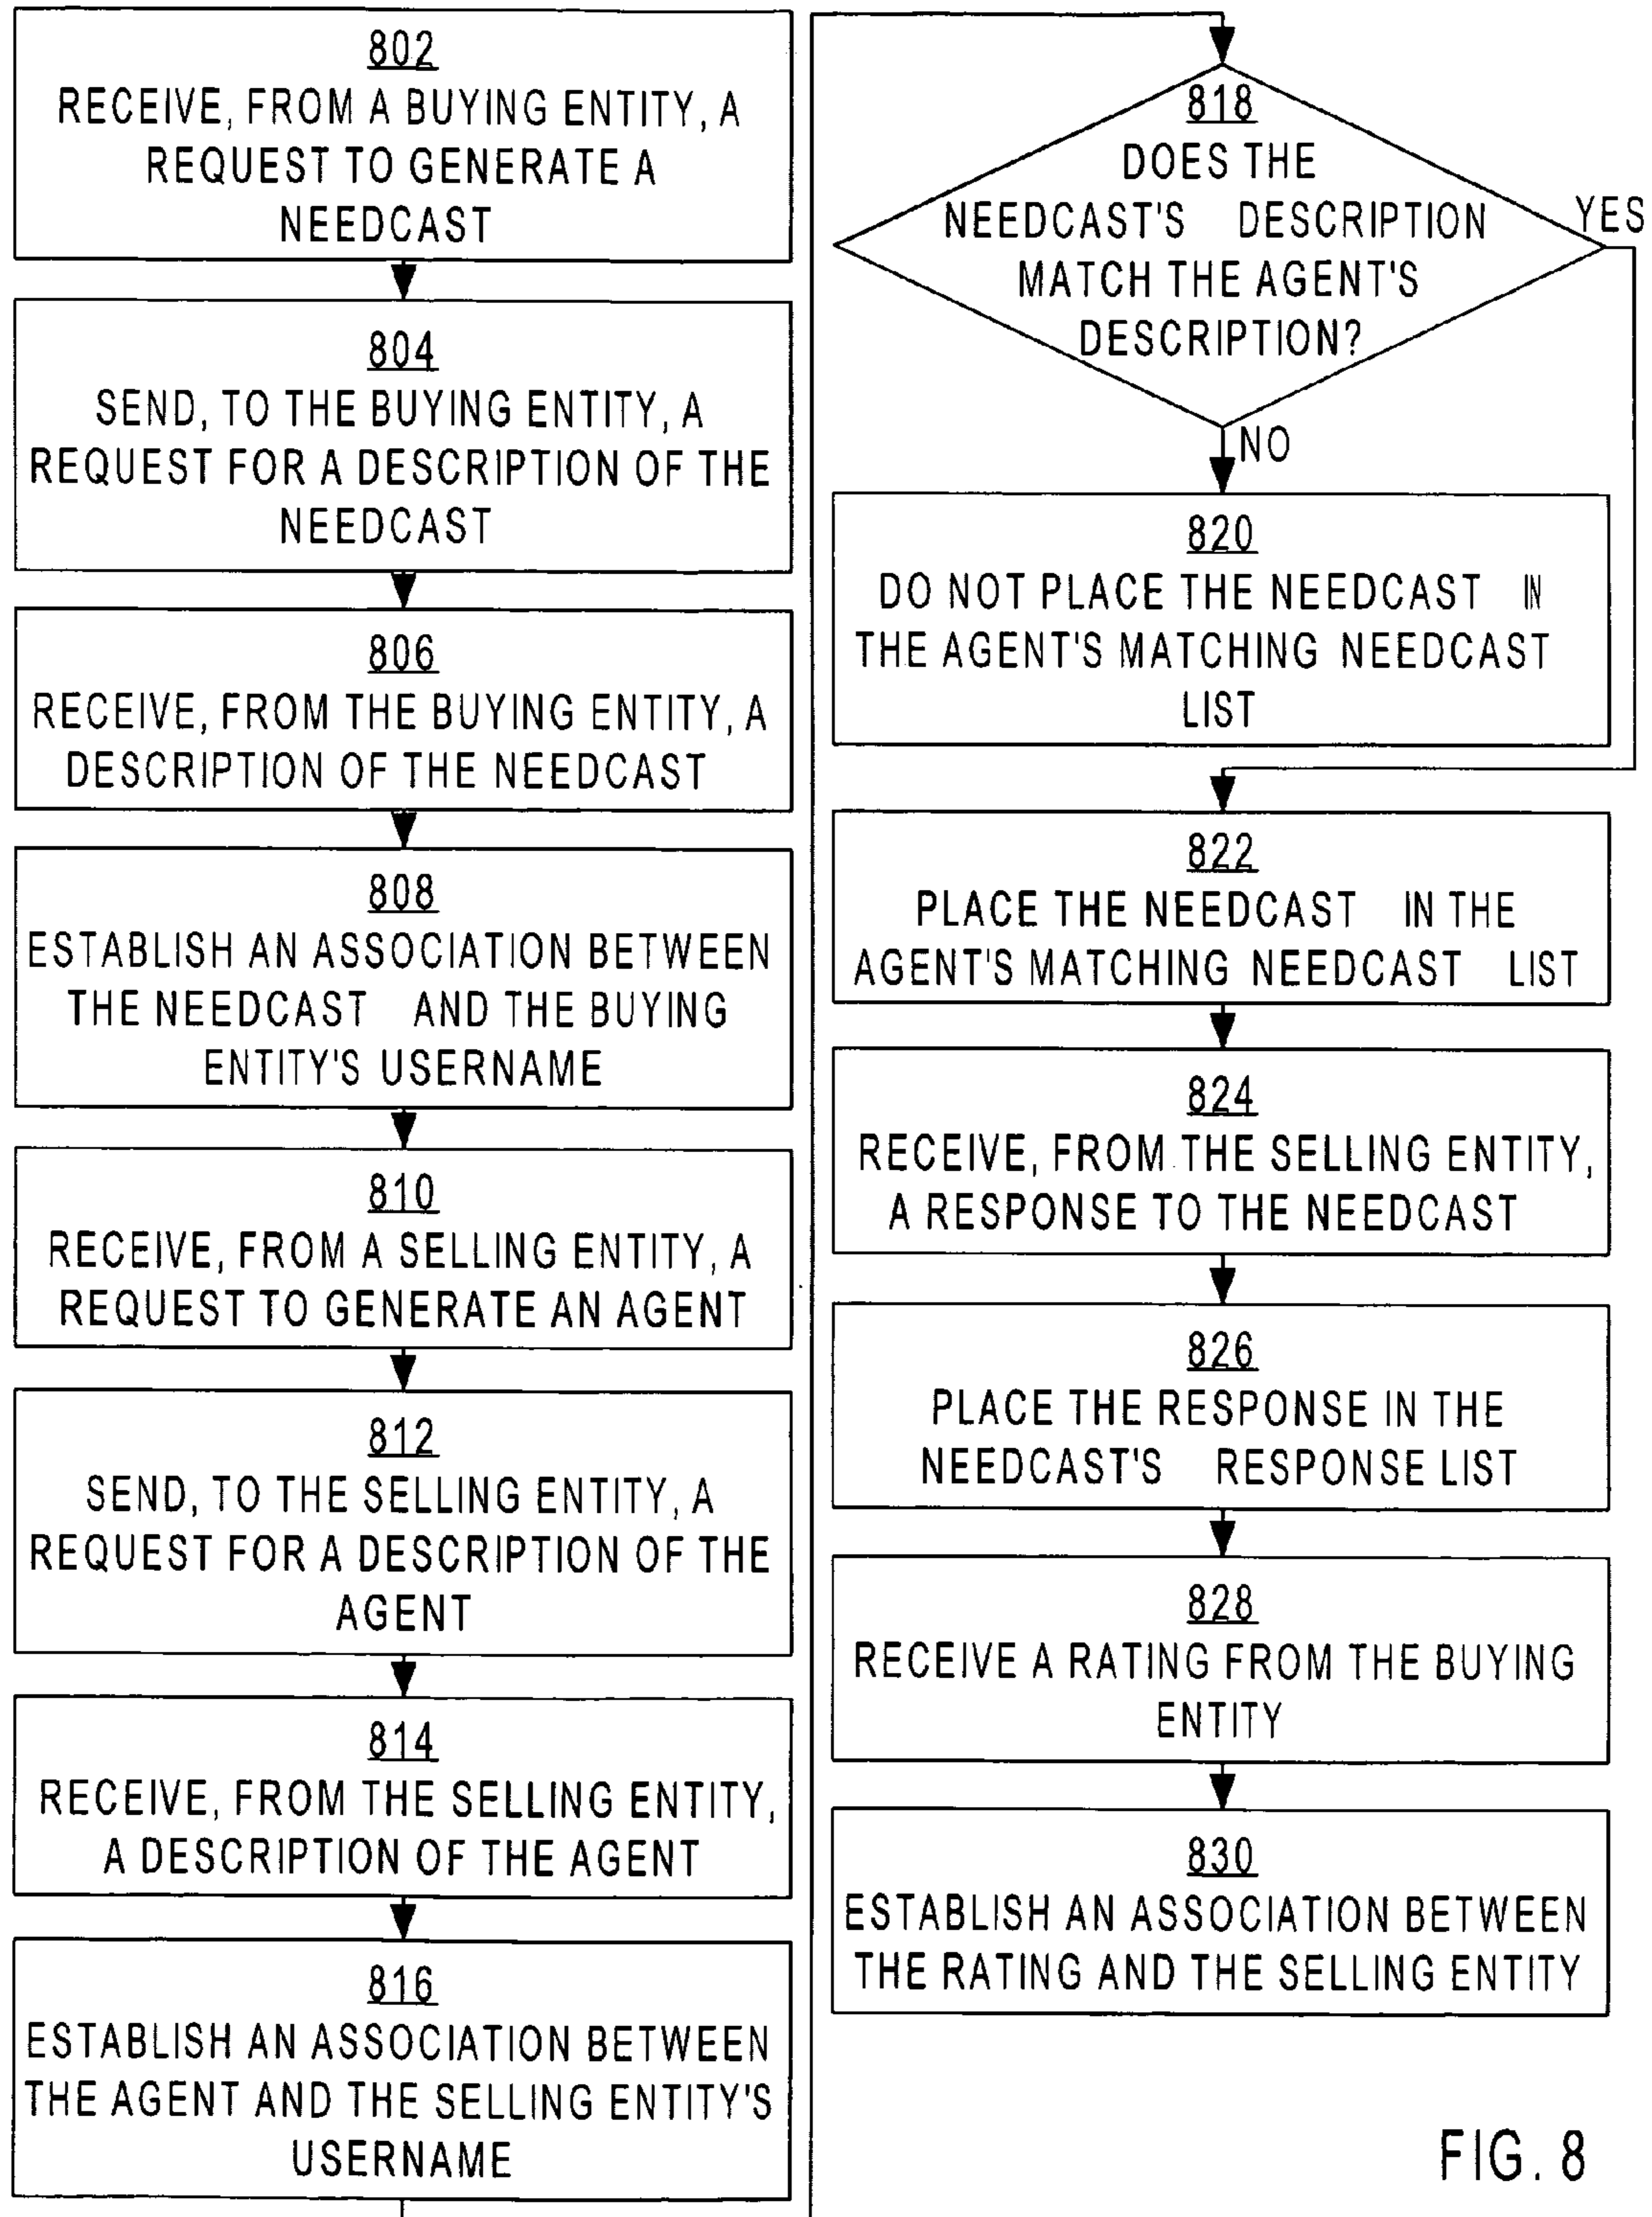 802
RECEIVE, FROM A BUYING ENTITY, A
REQUEST TO GENERATE A
NEEDCAST
804
SEND, TO THE BUYING ENTITY, A
REQUEST FOR A DESCRIPTION OF THE
NEEDCAST
806
RECEIVE, FROM THE BUYING ENTITY, A
DESCRIPTION OF THE NEEDCAST
808
ESTABLISH AN ASSOCIATION BETWEEN
THE NEEDCAST AND THE BUYING
ENTITY'S USERNAME
810
RECEIVE, FROM A SELLING ENTITY, A
REQUEST TO GENERATE AN AGENT
812
SEND, TO THE SELLING ENTITY, A
REQUEST FOR A DESCRIPTION OF THE
AGENT
814
RECEIVE, FROM THE SELLING ENTITY,
A DESCRIPTION OF THE AGENT
816
ESTABLISH AN ASSOCIATION BETWEEN
THE AGENT AND THE SELLING ENTITY'S
USERNAME
818
DOES THE
NEEDCAST'S DESCRIPTION
MATCH THE AGENT'S
DESCRIPTION?
YES
NO
820
DO NOT PLACE THE NEEDCAST IN
THE AGENT'S MATCHING NEEDCAST
LIST
822
PLACE THE NEEDCAST IN THE
AGENT'S MATCHING NEEDCAST LIST
824
RECEIVE, FROM THE SELLING ENTITY,
A RESPONSE TO THE NEEDCAST
826
PLACE THE RESPONSE IN THE
NEEDCAST'S RESPONSE LIST
828
RECEIVE A RATING FROM THE BUYING
ENTITY
830
ESTABLISH AN ASSOCIATION BETWEEN
THE RATING AND THE SELLING ENTITY
FIG. 8